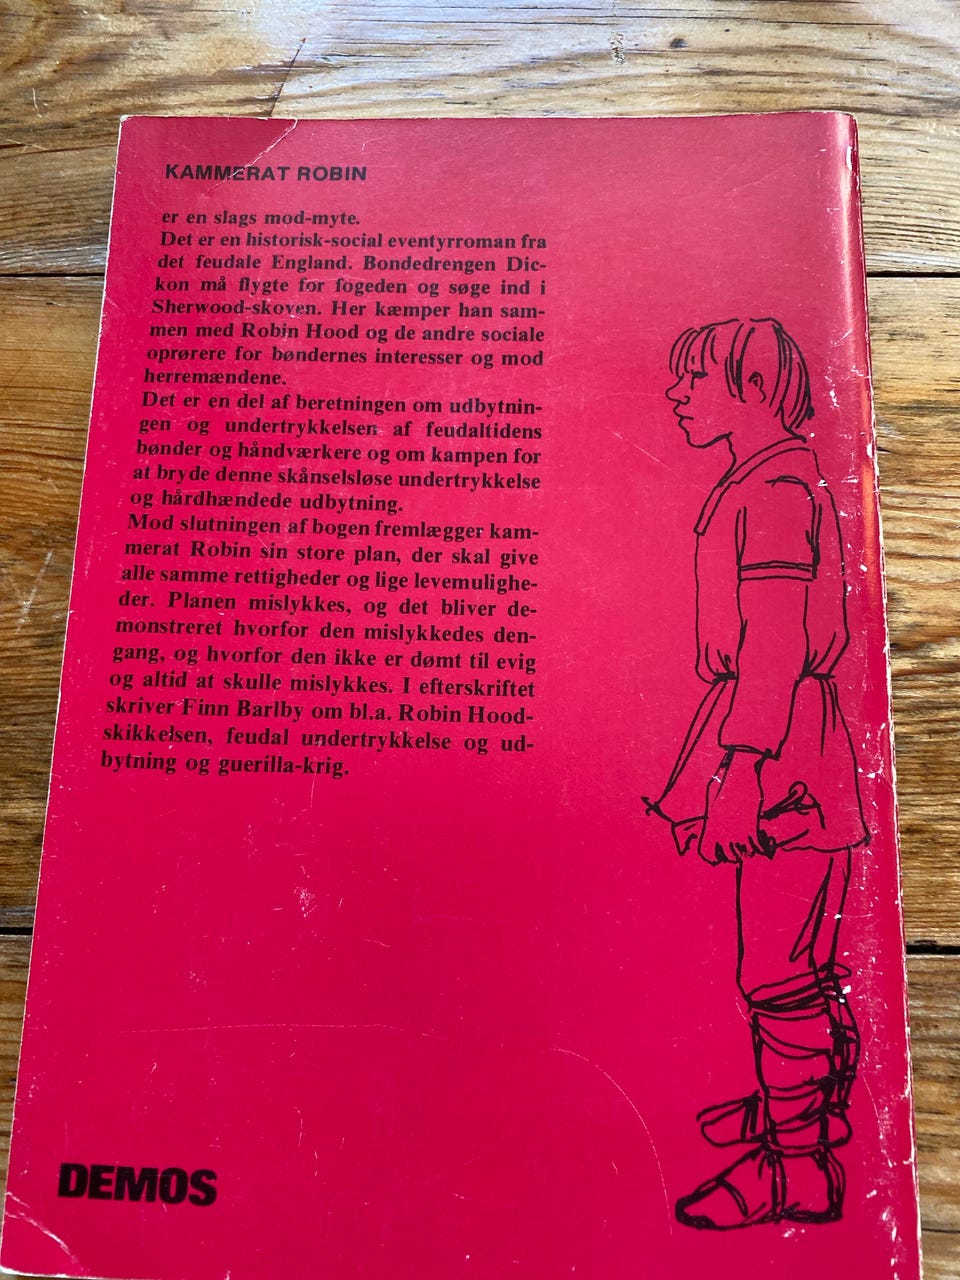 KAMMERAT ROBIN
er en slags mod-myte.
Det er en historisk-social eventyrroman fra
det feudale England. Bondedrengen Dic-
kon må flygte for fogeden og søge ind i
Sherwood-skoven. Her kæmper han sam-
men med Robin Hood og de andre sociale
oprørere for bøndernes interesser og mod
herremændene.
Det er en del af beretningen om udbytnin-
gen og undertrykkelsen af feudaltidens
bønder og håndværkere og om kampen for
at bryde denne skånselsløse undertrykkelse
og hårdhændede udbytning.
Mod slutningen af bogen fremlægger kam-
merat Robin sin store plan, der skal give
alle samme rettigheder og lige levemulighe-
der. Planen mislykkes, og det bliver de-
monstreret hvorfor den mislykkedes den-
gang, og hvorfor den ikke er dømt til evig
og altid at skulle mislykkes. I efterskriftet
skriver Finn Barlby om bl.a. Robin Hood-
skikkelsen, feudal undertrykkelse og ud-
bytning og guerilla-krig.
DEMOS